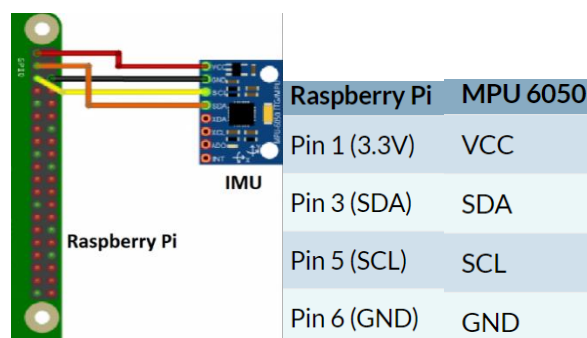 GPIO
VCC
GND
SCL
SDA
XDA
XCL
ADO
INT
IMU
Raspberry Pi
Raspberry Pi MPU 6050
Pin 1 (3.3V) VCC
Pin 3 (SDA) SDA
Pin 5 (SCL) SCL
Pin 6 (GND) GND